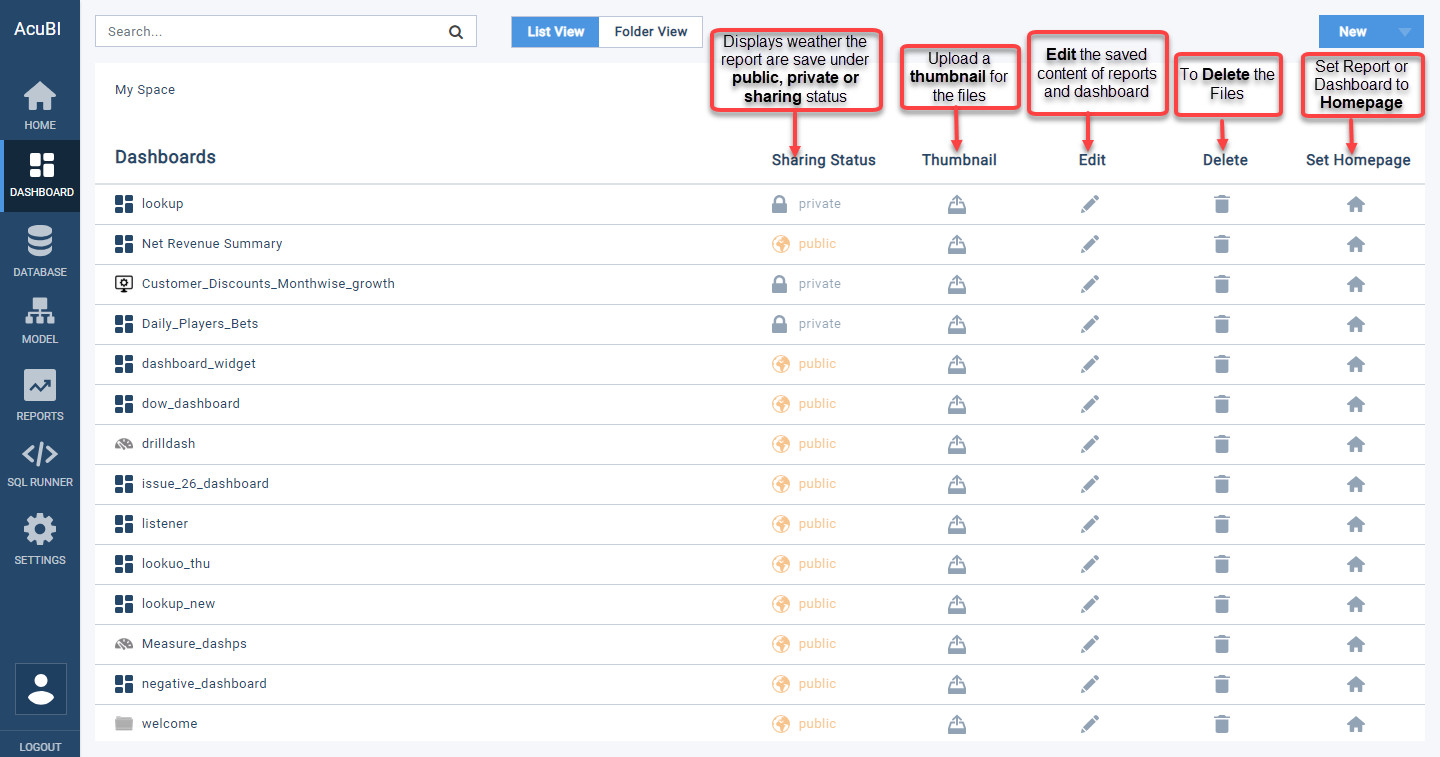 AcuBI
Search...
List View
Folder View
New
Displays weather the
report are save under
public, private or
sharing status
Upload a
thumbnail for
the files
Edit the saved
content of reports
and dashboard
To Delete the
Files
Set Report or
Dashboard to
Homepage
HOME
DASHBOARD
DATABASE
MODEL
REPORTS
SQL RUNNER
SETTINGS
LOGOUT
My Space
Dashboards Sharing Status Thumbnail Edit Delete Set Homepage
lookup private
Net Revenue Summary public
Customer_Discounts_Monthwise_growth private
Daily_Players_Bets private
dashboard_widget public
dow_dashboard public
drilldash public
issue_26_dashboard public
listener public
lookuo_thu public
lookup_new public
Measure_dashps public
negative_dashboard public
welcome public